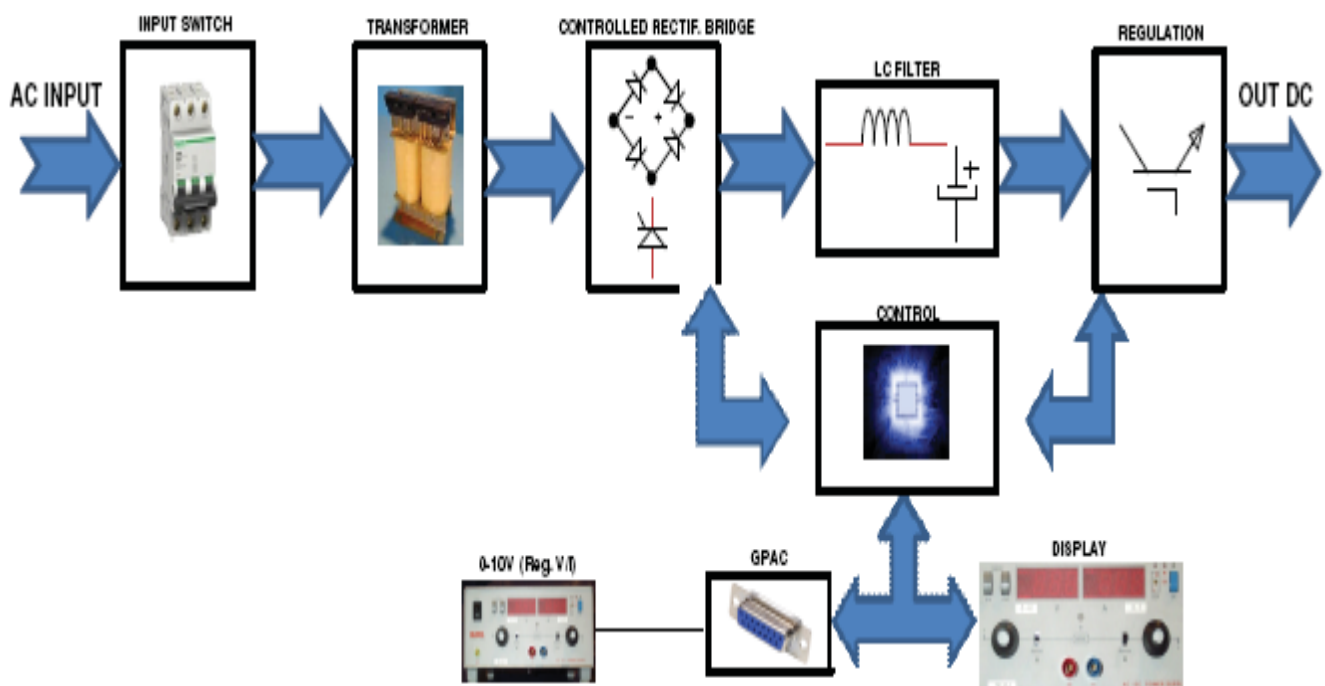 INPUT SWITCH
TRANSFORMER
CONTROLLED RECTIF. BRIDGE
LC FILTER
REGULATION
AC INPUT
OUT DC
- +
+
CONTROL
0-10V (Reg. V/I)
GPAC
DISPLAY